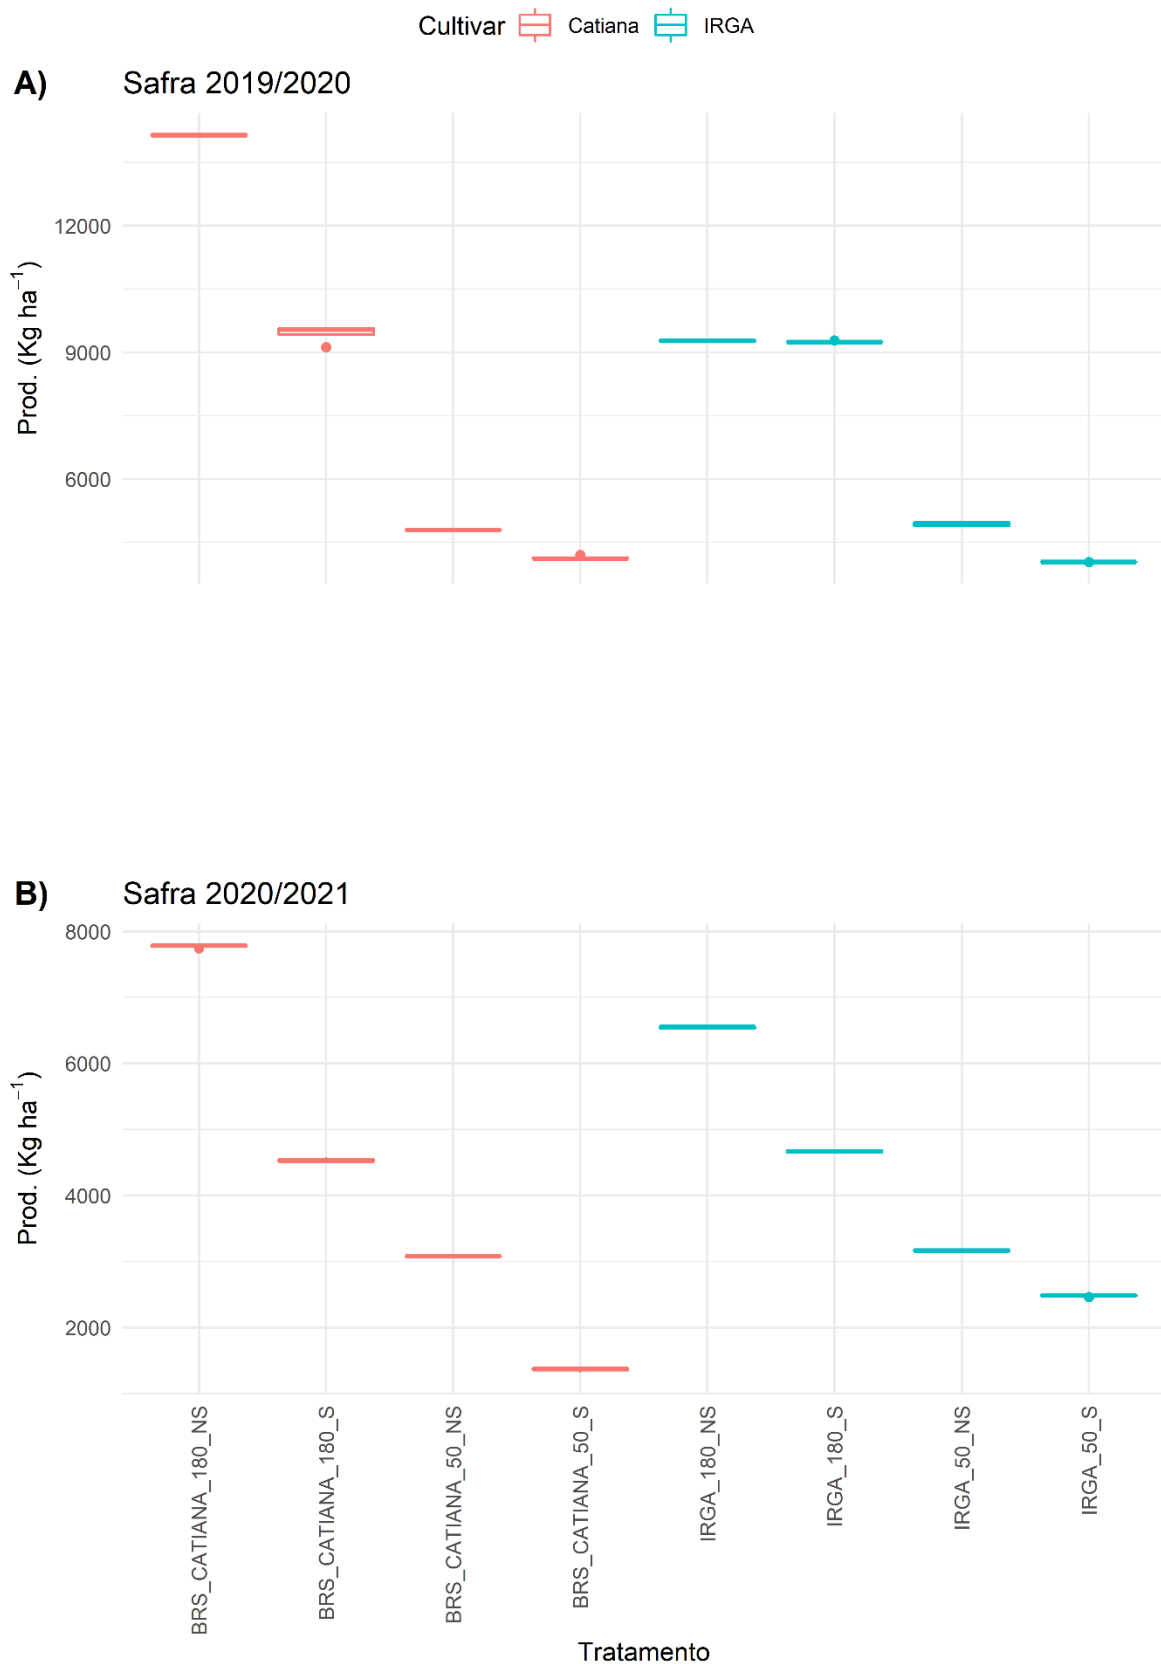 Cultivar Catiana IRGA
A) Safra 2019/2020
12000
9000
6000
Prod. (Kg ha⁻¹)
B) Safra 2020/2021
8000
6000
4000
2000
Prod. (Kg ha⁻¹)
BRS_CATIANA_180_NS
BRS_CATIANA_180_S
BRS_CATIANA_50_NS
BRS_CATIANA_50_S
IRGA_180_NS
IRGA_180_S
IRGA_50_NS
IRGA_50_S
Tratamento